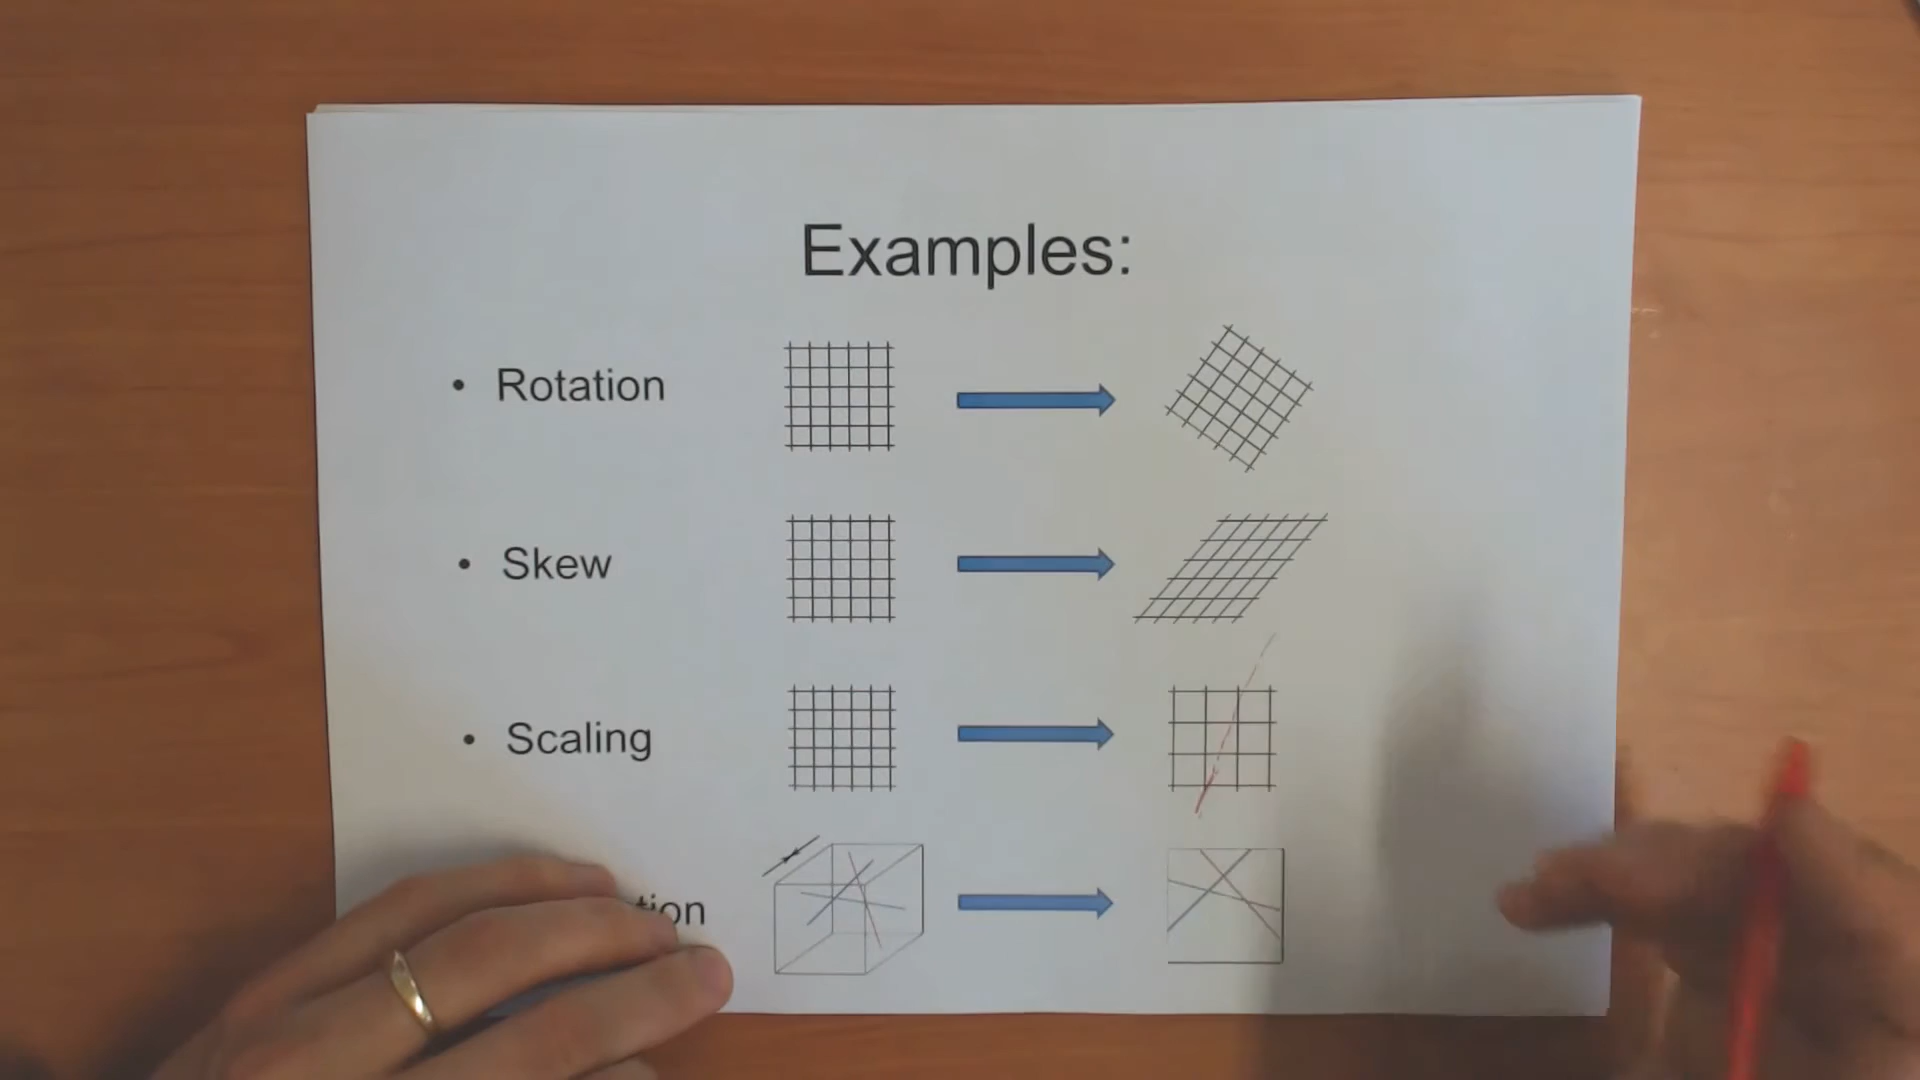 Examples:
• Rotation
• Skew
• Scaling